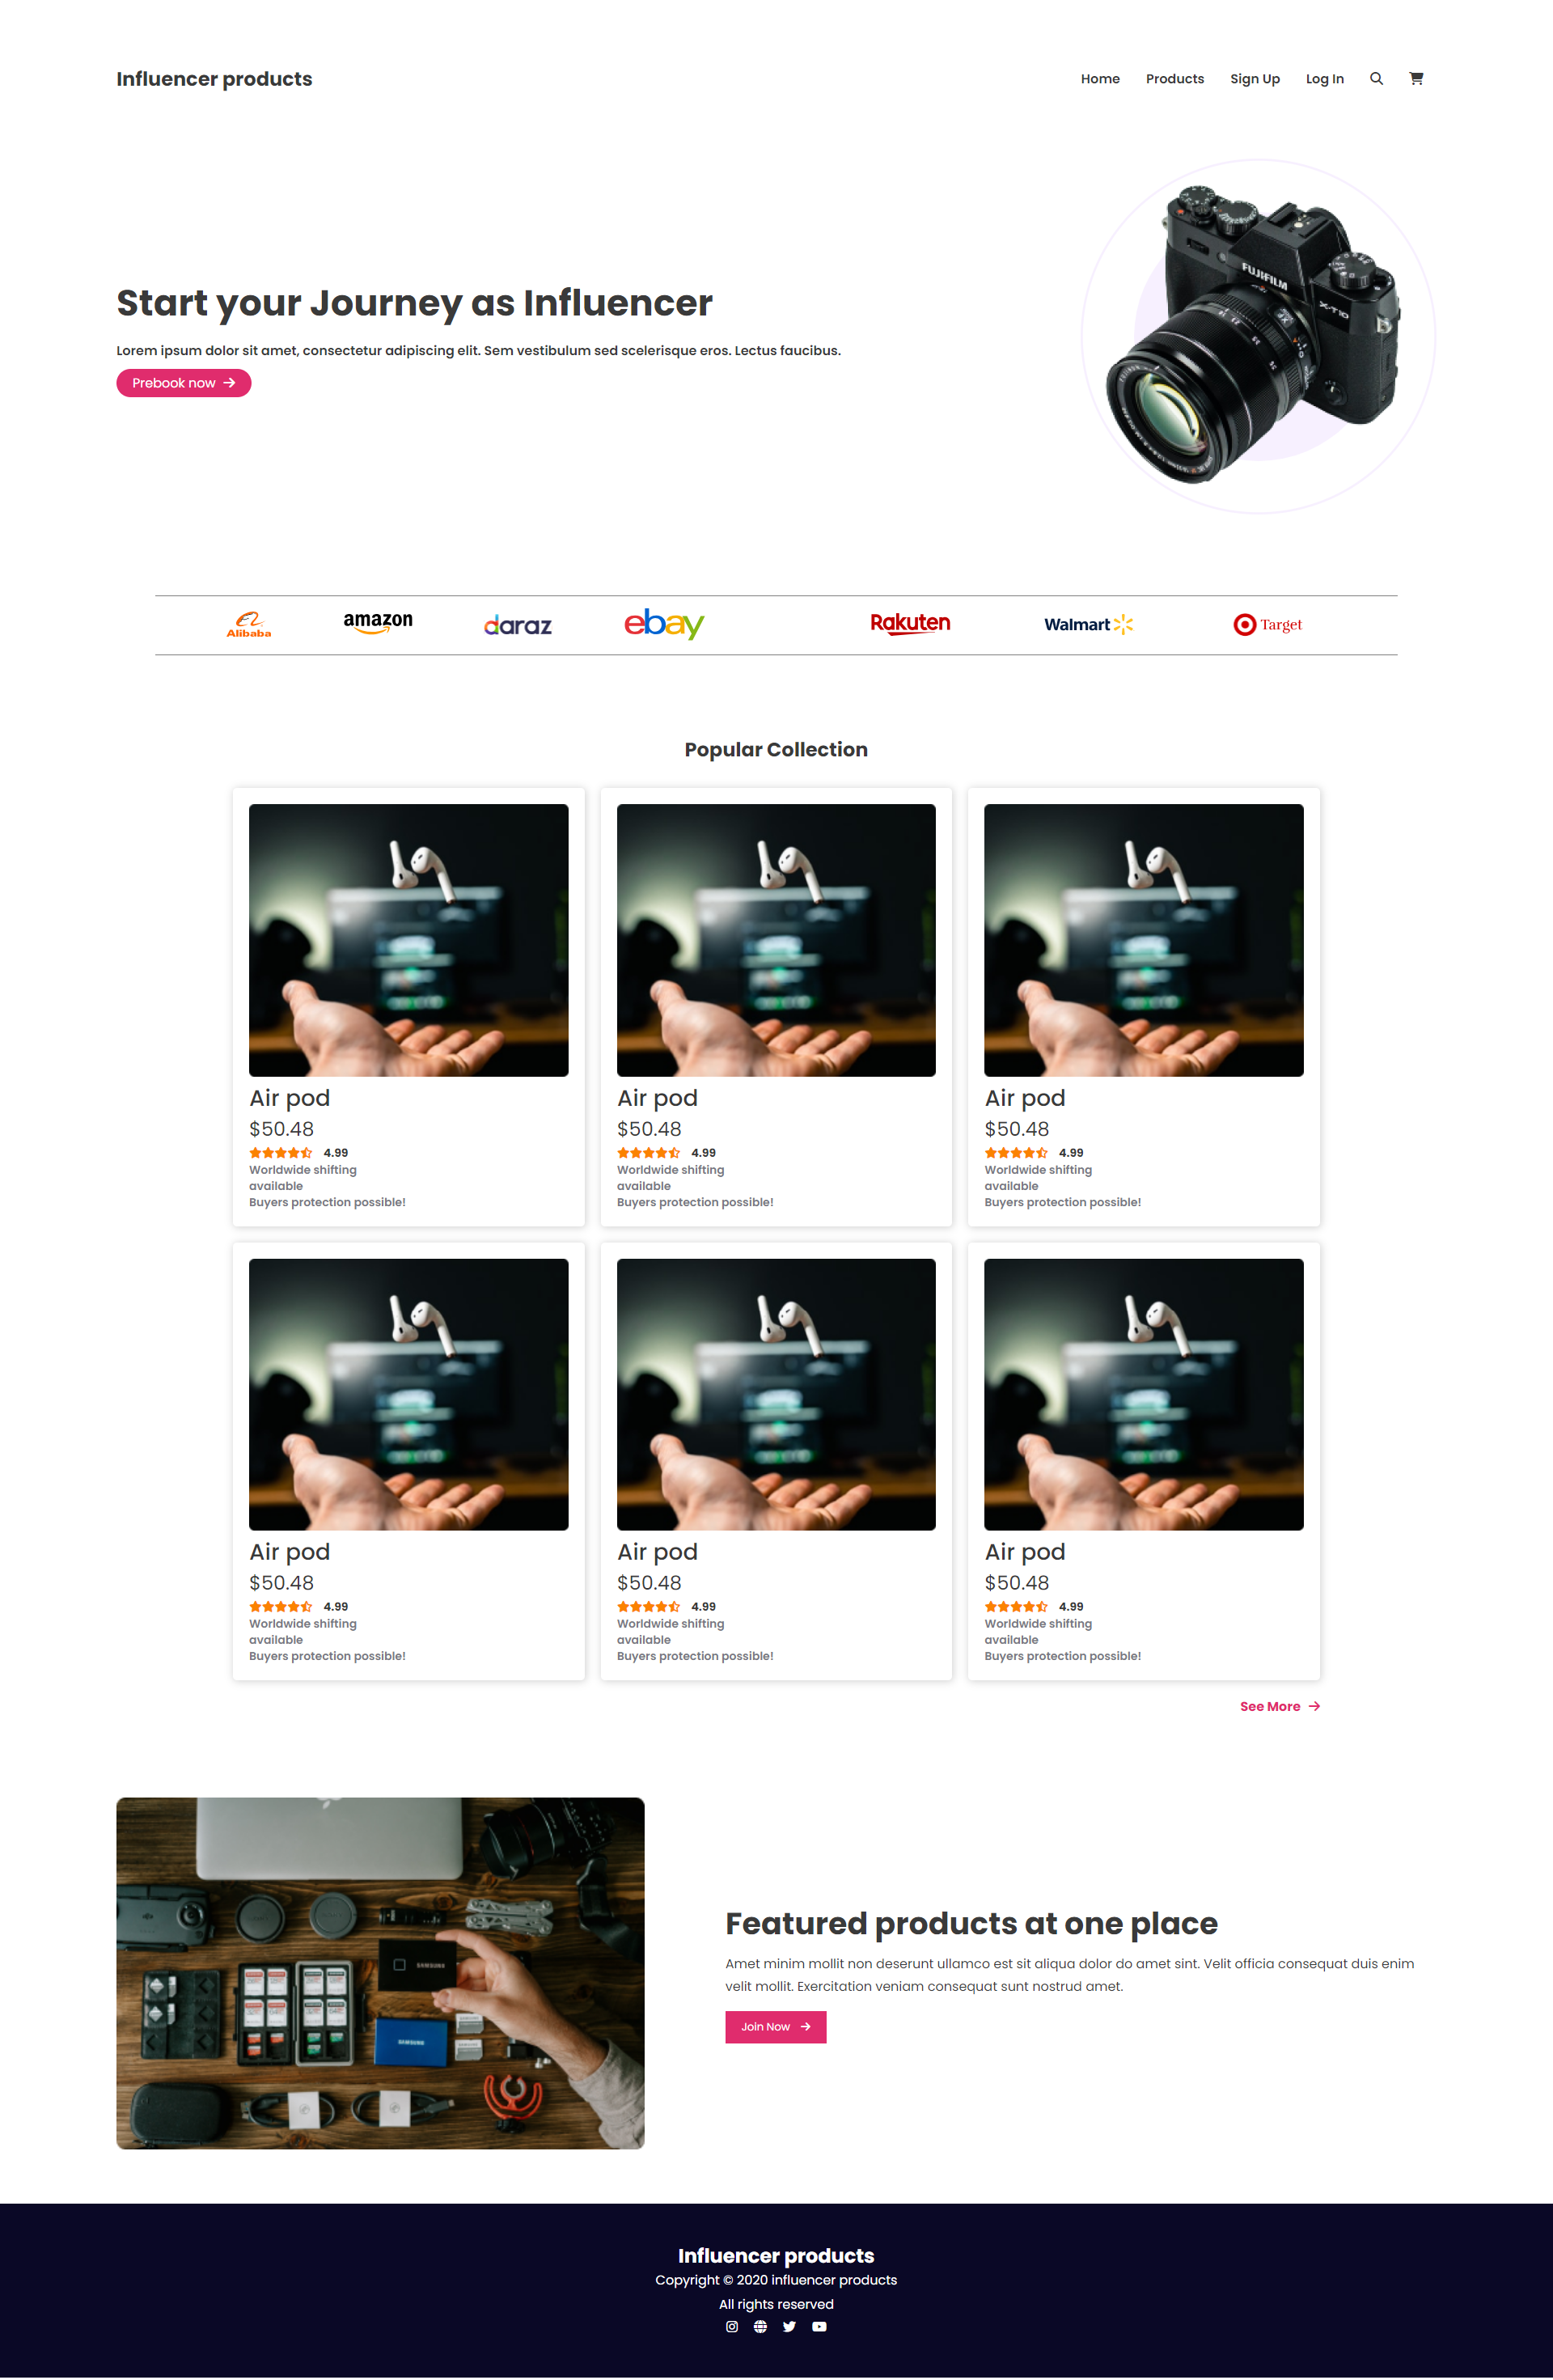 Influencer products
Home Products Sign Up Log In
FUJIFILM
X-T10
Start your Journey as Influencer
Lorem ipsum dolor sit amet, consectetur adipiscing elit. Sem vestibulum sed scelerisque eros. Lectus faucibus.
Prebook now
Alibaba amazon daraz ebay Rakuten Walmart Target
Popular Collection
Air pod
$50.48
4.99
Worldwide shifting
available
Buyers protection possible!
Air pod
$50.48
4.99
Worldwide shifting
available
Buyers protection possible!
Air pod
$50.48
4.99
Worldwide shifting
available
Buyers protection possible!
Air pod
$50.48
4.99
Worldwide shifting
available
Buyers protection possible!
Air pod
$50.48
4.99
Worldwide shifting
available
Buyers protection possible!
Air pod
$50.48
4.99
Worldwide shifting
available
Buyers protection possible!
See More
SAMSUNG
SAMSUNG
Featured products at one place
Amet minim mollit non deserunt ullamco est sit aliqua dolor do amet sint. Velit officia consequat duis enim
velit mollit. Exercitation veniam consequat sunt nostrud amet.
Join Now
Influencer products
Copyright © 2020 influencer products
All rights reserved